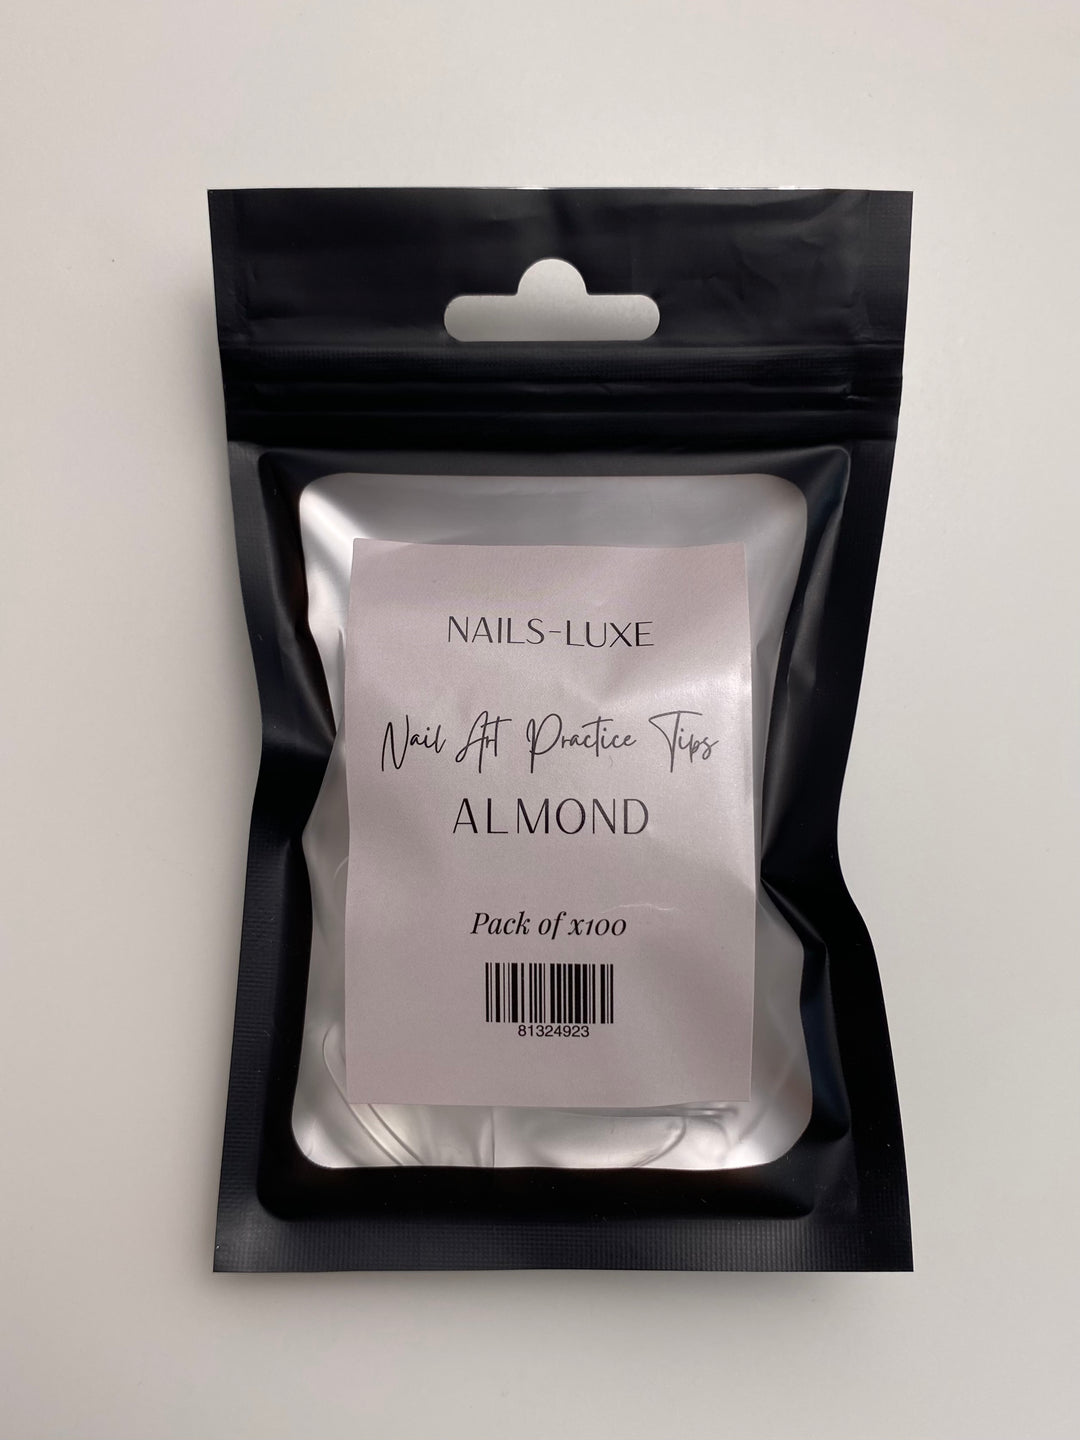 NAILS-LUXE
Nail Art Practice Tips
ALMOND
Pack of x100
81324923